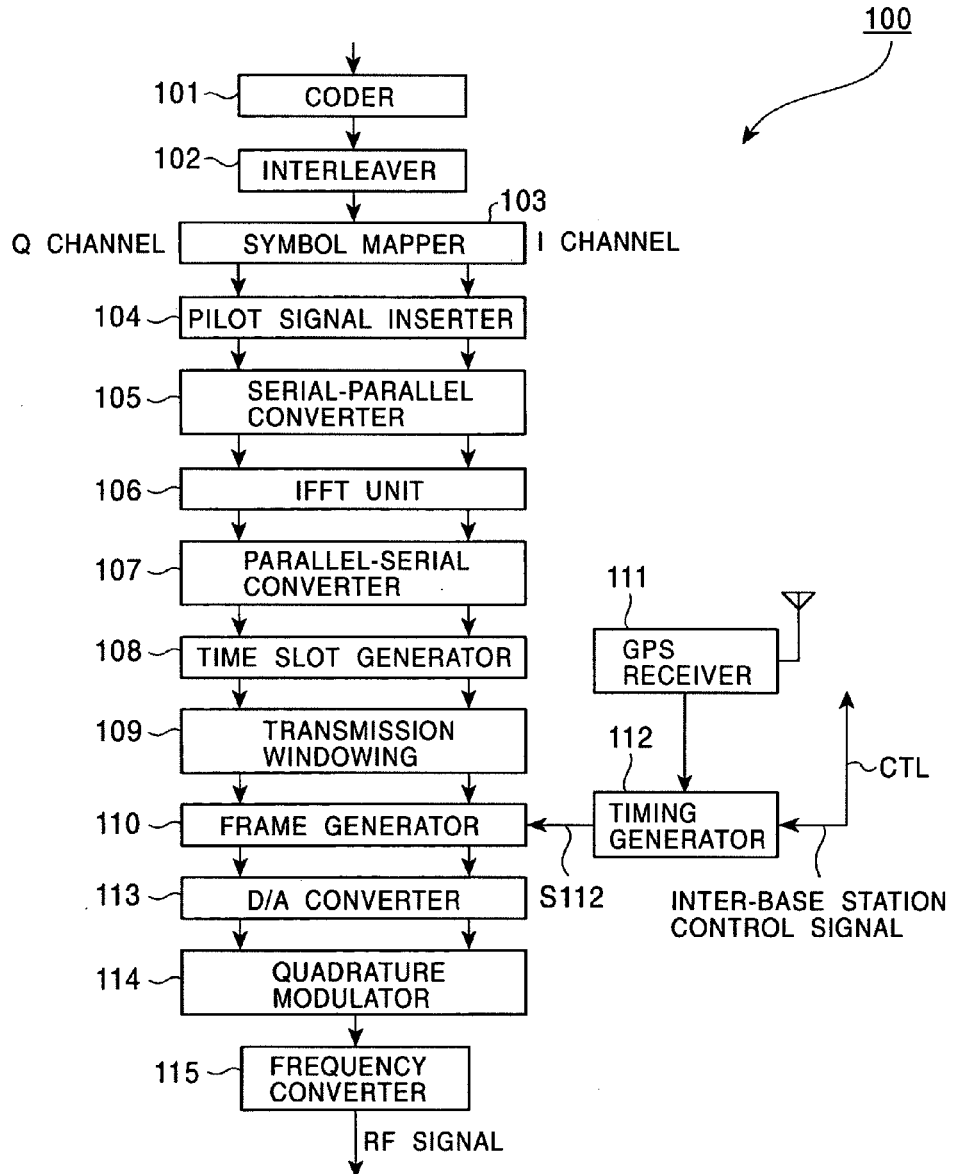 100
101
CODER
102
INTERLEAVER
103
Q CHANNEL
SYMBOL MAPPER
I CHANNEL
104
PILOT SIGNAL INSERTER
105
SERIAL-PARALLEL
CONVERTER
106
IFFT UNIT
107
PARALLEL-SERIAL
CONVERTER
111
GPS
RECEIVER
108
TIME SLOT GENERATOR
109
TRANSMISSION
WINDOWING
112
CTL
110
FRAME GENERATOR
TIMING
GENERATOR
S112
113
D/A CONVERTER
INTER-BASE STATION
CONTROL SIGNAL
114
QUADRATURE
MODULATOR
115
FREQUENCY
CONVERTER
RF SIGNAL